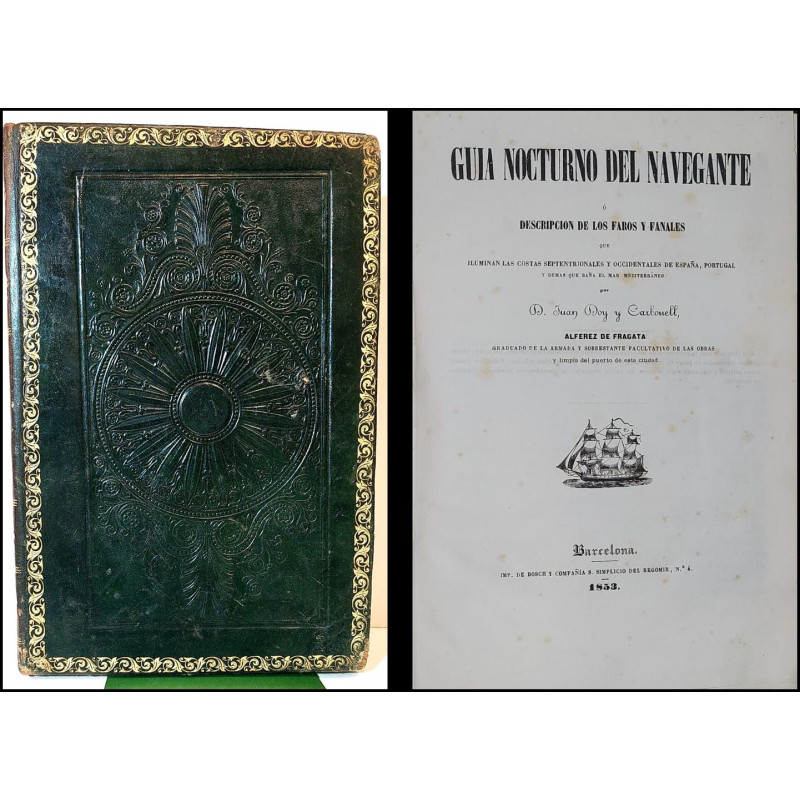 GUIA NOCTURNO DEL NAVEGANTE
ó
DESCRIPCION DE LOS FAROS Y FANALES
que
ILUMINAN LAS COSTAS SEPTENTRIONALES Y OCCIDENTALES DE ESPAÑA, PORTUGAL
Y DEMAS QUE BAÑA EL MAR MEDITERRÁNEO
por
D. Juan Doy y Carbonell,
ALFEREZ DE FRAGATA
GRADUADO DE LA ARMADA Y SOBRESTANTE FACULTATIVO DE LAS OBRAS
y limpia del puerto de esta ciudad.
Barcelona.
IMP. DE BOSCH Y COMPAÑÍA S. SIMPLICIO DEL REGOMIR, N.º 4.
1853.